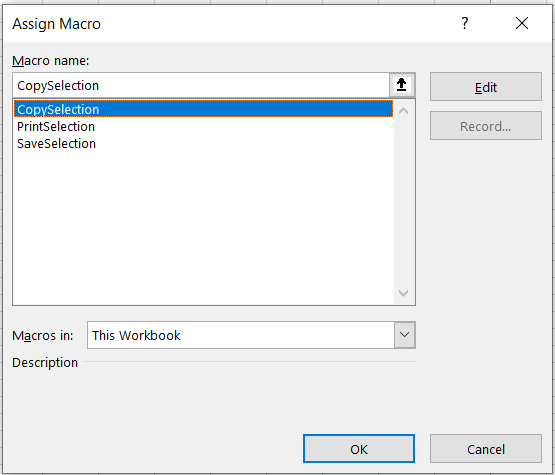 Assign Macro
?
Macro name:
CopySelection
Edit
CopySelection
PrintSelection
SaveSelection
Record...
Macros in:
This Workbook
Description
OK
Cancel